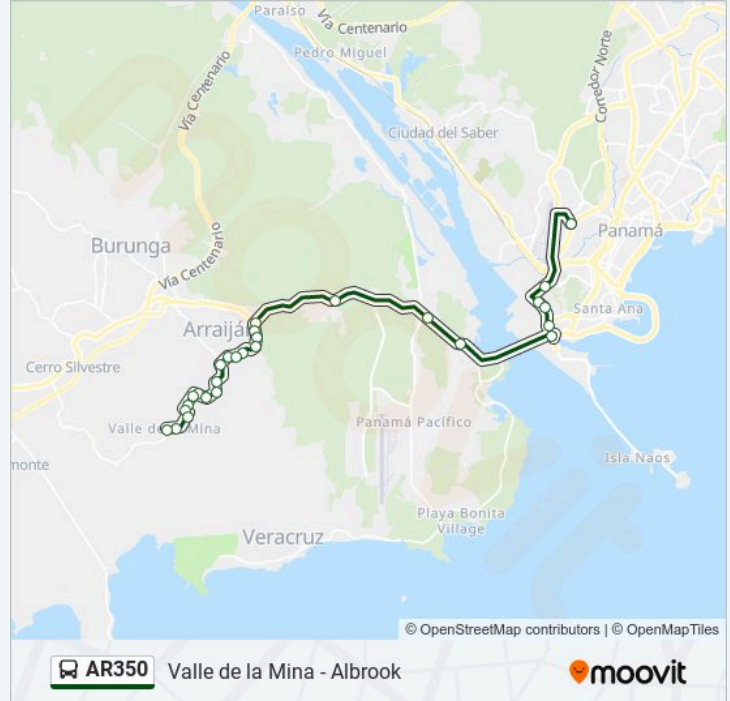 Paraíso
Vía Centenario
Pedro Miguel
Vía Centenario
Corredor Norte
Ciudad del Saber
Panamá
Burunga
Vía Centenario
Santa Ana
Arraiján
Cerro Silvestre
Panamá Pacífico
Valle de Mina
monte
Isla Naos
Playa Bonita
Village
Veracruz
© OpenStreetMap contributors | © OpenMapTiles
AR350 Valle de la Mina - Albrook
moovit